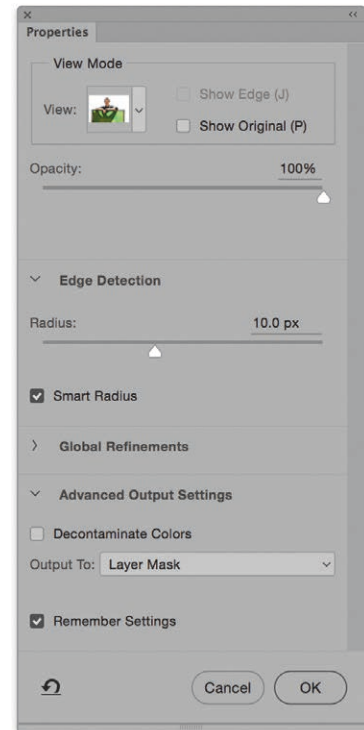 Properties
View Mode
View:
Show Edge (J)
Show Original (P)
Opacity: 100%
Edge Detection
Radius: 10.0 px
Smart Radius
Global Refinements
Advanced Output Settings
Decontaminate Colors
Output To: Layer Mask
Remember Settings
Cancel OK